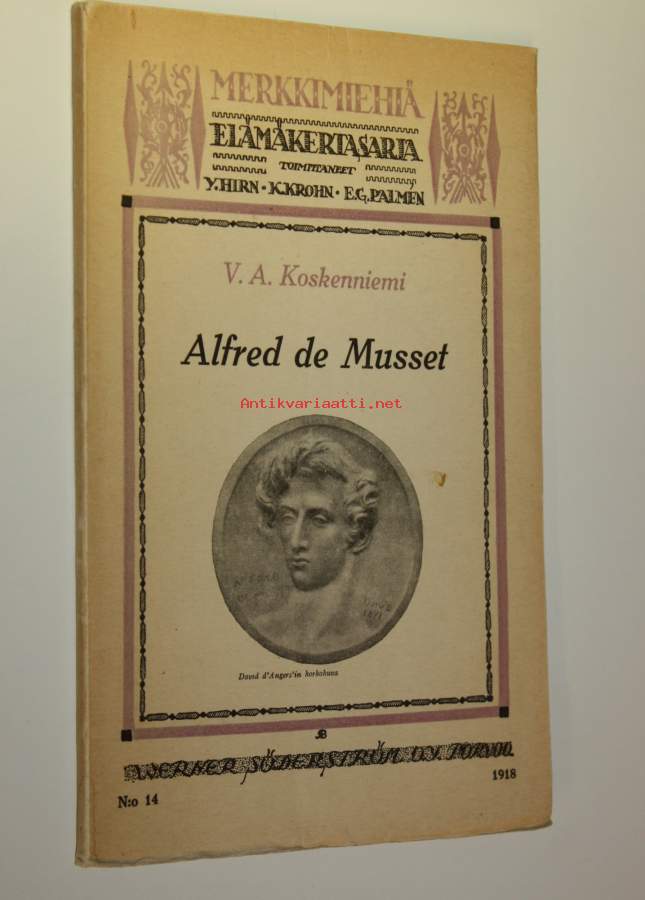 MERKKIMIEHIÄ
ELÄMÄKERTASARJA
TOIMITTANEET
Y. HIRN • K. KROHN • E. G. PALMÉN
V. A. Koskenniemi
Alfred de Musset
Antikvariaatti.net
David d'Angers'in korkokuva
WERNER SÖDERSTRÖM O.Y. PORVOO
N:o 14
1918